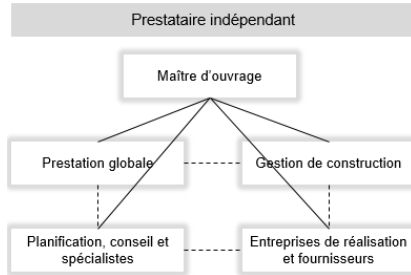 Prestataire indépendant
Maître d'ouvrage
Prestation globale
Gestion de construction
Planification, conseil et
spécialistes
Entreprises de réalisation
et fournisseurs